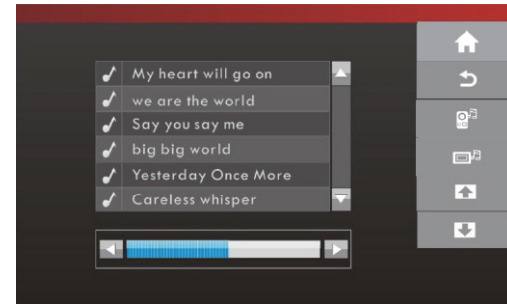 My heart will go on
we are the world
Say you say me
big big world
Yesterday Once More
Careless whisper